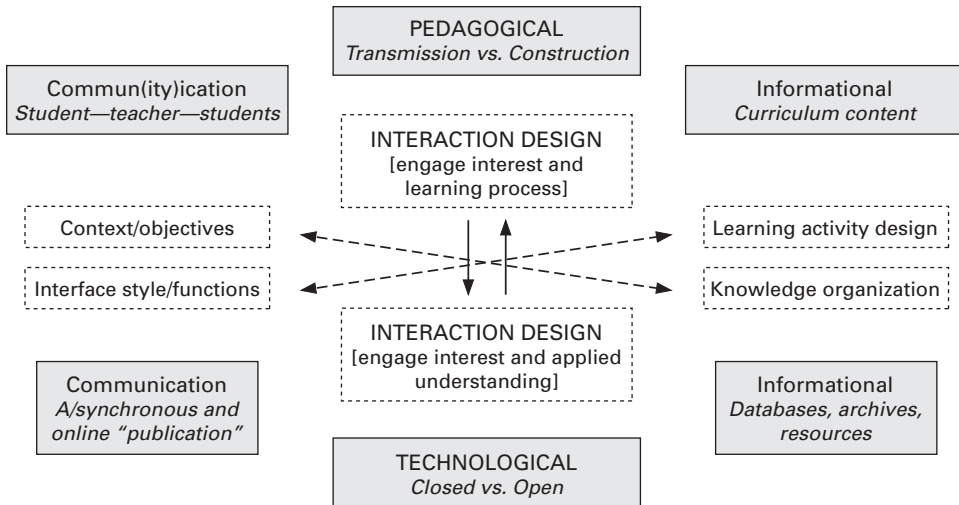 PEDAGOGICAL
Transmission vs. Construction
Commun(ity)ication
Student—teacher—students
Informational
Curriculum content
INTERACTION DESIGN
[engage interest and
learning process]
Context/objectives
Learning activity design
Interface style/functions
Knowledge organization
INTERACTION DESIGN
[engage interest and applied
understanding]
Communication
A/synchronous and
online “publication”
Informational
Databases, archives,
resources
TECHNOLOGICAL
Closed vs. Open